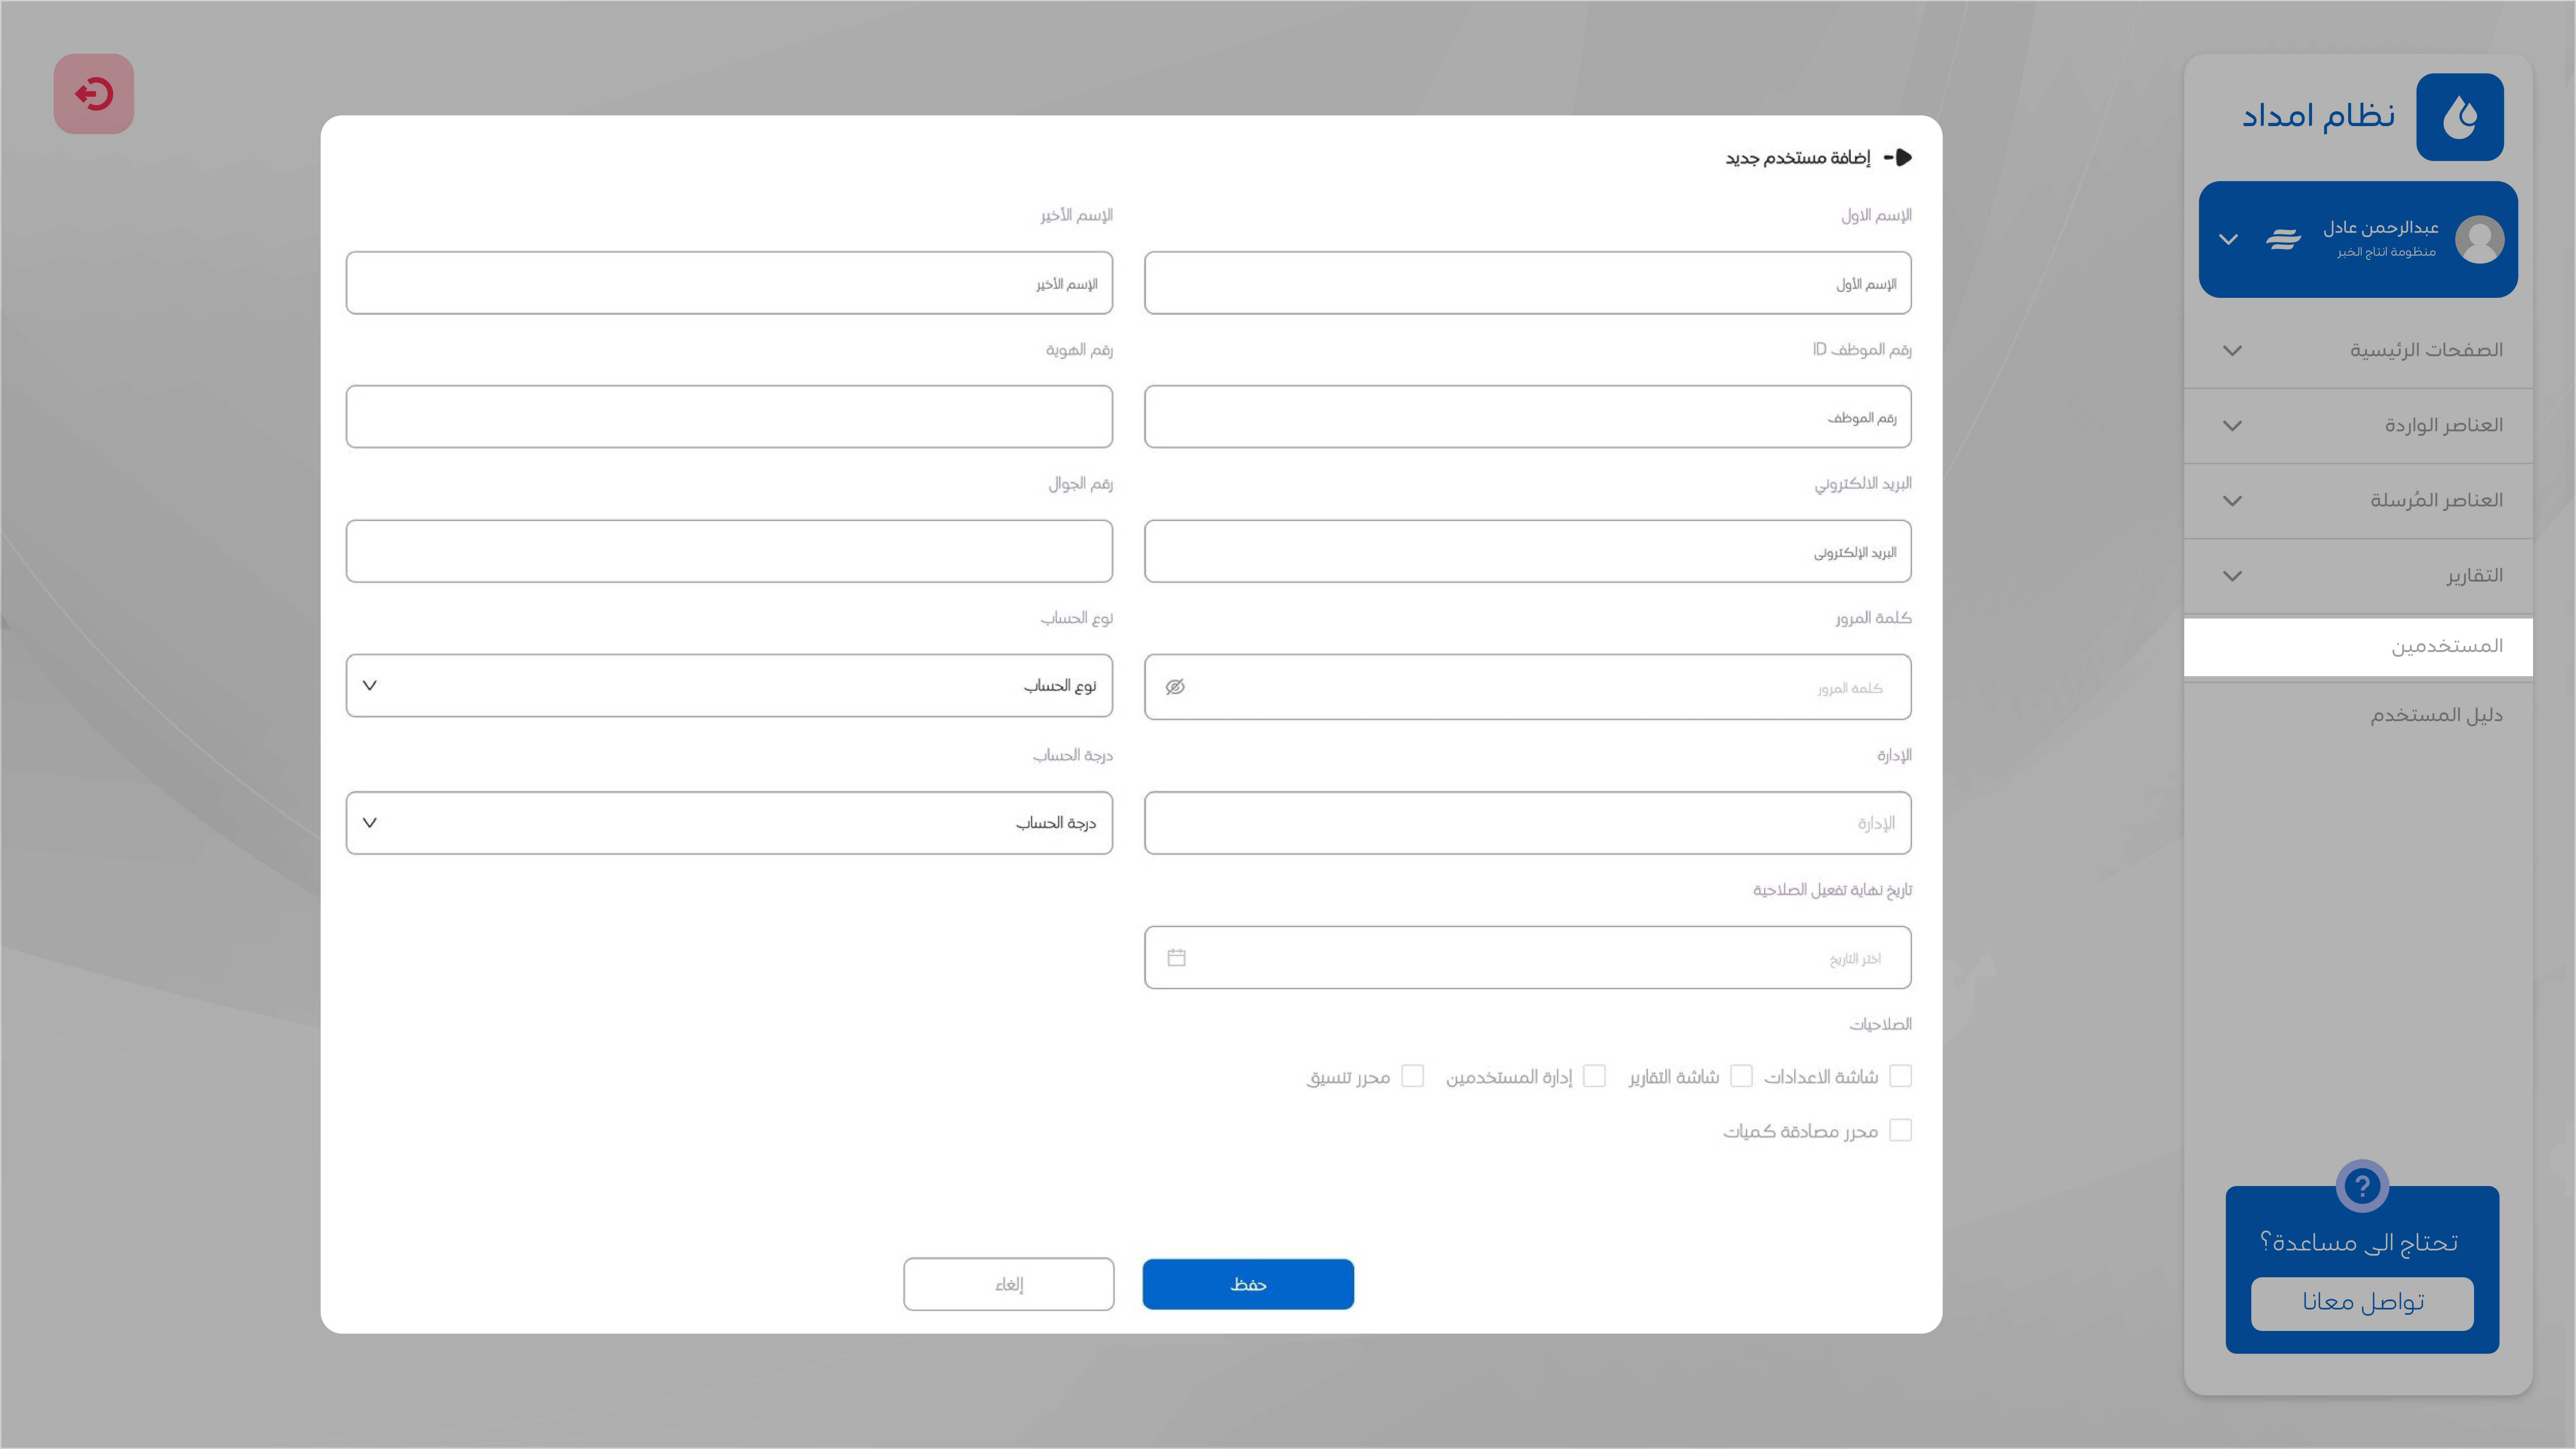 نظام امداد
عبدالرحمن عادل
منظومة انتاج الخبر
الصفحات الرئيسية
العناصر الواردة
العناصر المُرسلة
التقارير
المستخدمين
دليل المستخدم
تحتاج الى مساعدة؟
تواصل معانا
إضافة مستخدم جديد
الإسم الاول
الإسم الأخير
الإسم الأول
الإسم الأخير
رقم الموظف ID
رقم الهوية
رقم الموظف
البريد الالكتروني
رقم الجوال
البريد الإلكترونى
كلمة المرور
نوع الحساب
كلمة المرور
نوع الحساب
الإدارة
درجة الحساب
الإدارة
درجة الحساب
تاريخ نهاية تفعيل الصلاحية
اختر التاريخ
الصلاحيات
شاشة الاعدادات شاشة التقارير إدارة المستخدمين محرر تنسيق
محرر مصادقة كميات
حفظ
إلغاء